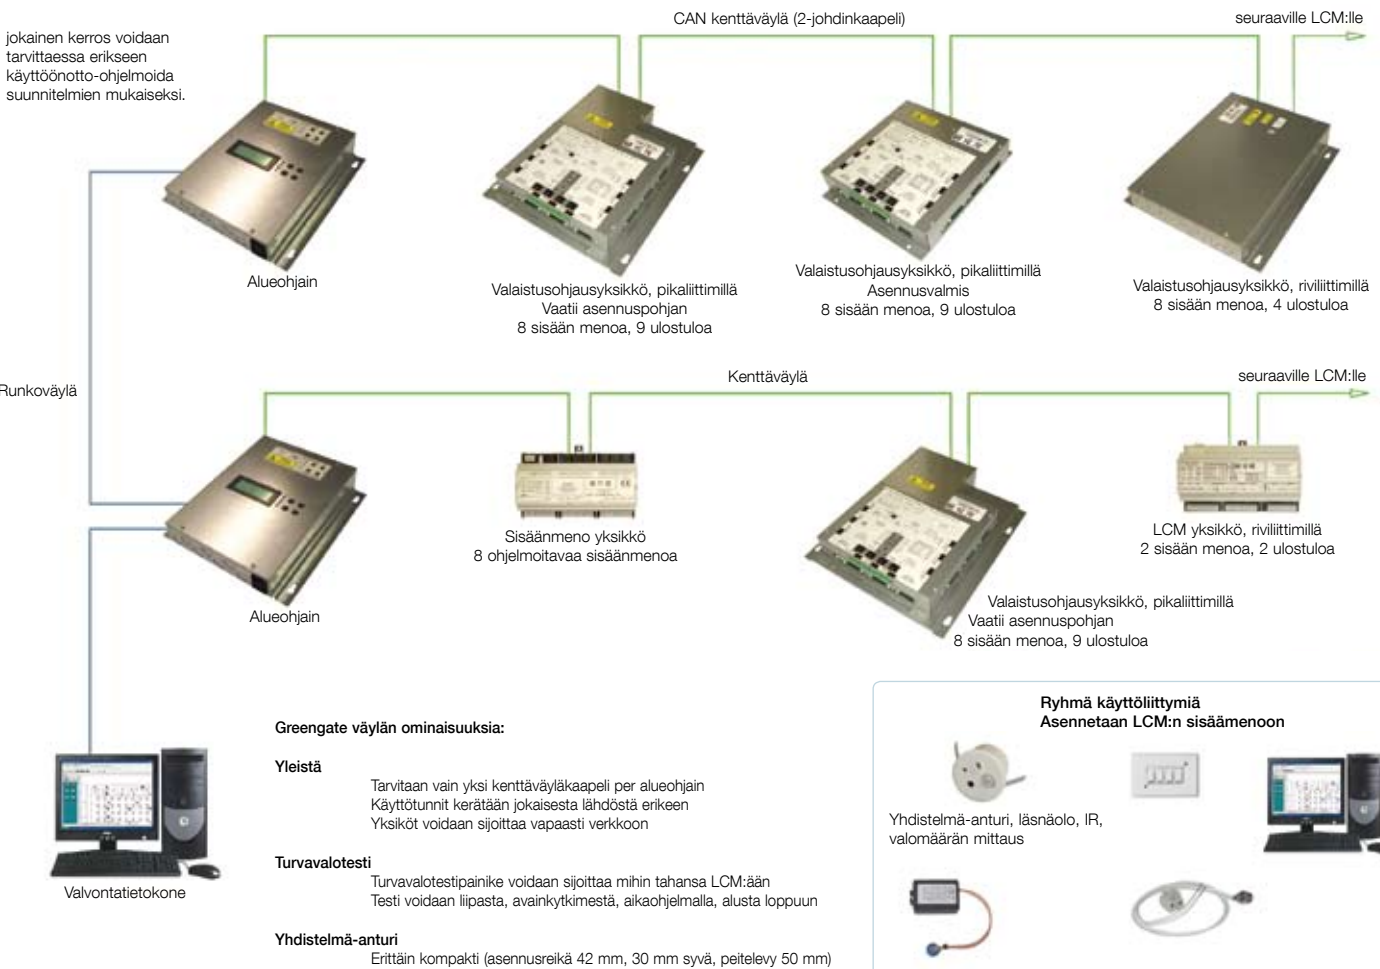 CAN kenttäväylä (2-johdinkaapeli)
seuraaville LCM:lle
jokainen kerros voidaan
tarvittaessa erikseen
käyttöönotto-ohjelmoida
suunnitelmien mukaiseksi.
Alueohjain
Valaistusohjausyksikkö, pikaliittimillä
Vaatii asennuspohjan
8 sisään menoa, 9 ulostuloa
Valaistusohjausyksikkö, pikaliittimillä
Asennusvalmis
8 sisään menoa, 9 ulostuloa
Valaistusohjausyksikkö, riviliittimillä
8 sisään menoa, 4 ulostuloa
Runkoväylä
Kenttäväylä
seuraaville LCM:lle
Alueohjain
Sisäänmeno yksikkö
8 ohjelmoitavaa sisäänmenoa
Valaistusohjausyksikkö, pikaliittimillä
Vaatii asennuspohjan
8 sisään menoa, 9 ulostuloa
LCM yksikkö, riviliittimillä
2 sisään menoa, 2 ulostuloa
Valvontatietokone
Greengate väylän ominaisuuksia:
Yleistä
Tarvitaan vain yksi kenttäväyläkaapeli per alueohjain
Käyttötunnit kerätään jokaisesta lähdöstä erikeen
Yksiköt voidaan sijoittaa vapaasti verkkoon
Turvavalotesti
Turvavalotestipainike voidaan sijoittaa mihin tahansa LCM:ään
Testi voidaan liipasta, avainkytkimestä, aikaohjelmalla, alusta loppuun
Yhdistelmä-anturi
Erittäin kompakti (asennusreikä 42 mm, 30 mm syvä, peitelevy 50 mm)
Ryhmä käyttöliittymiä
Asennetaan LCM:n sisäämenoon
Yhdistelmä-anturi, läsnäolo, IR,
valomäärän mittaus